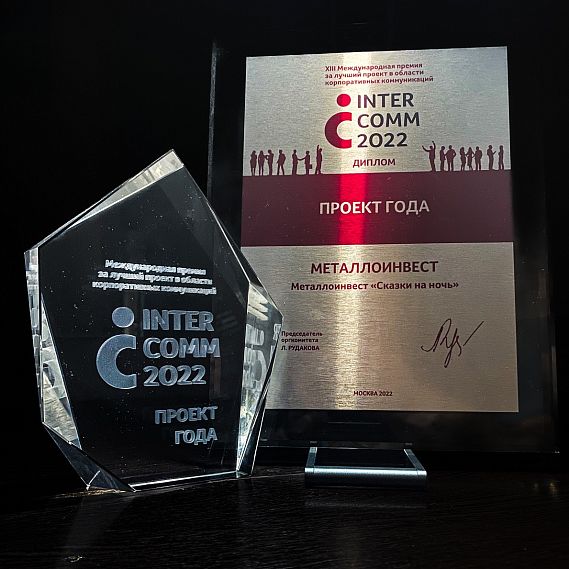 XIII Международная премия
за лучший проект в области
корпоративных коммуникаций
INTER
COMM
2022
ДИПЛОМ
ПРОЕКТ ГОДА
МЕТАЛЛОИНВЕСТ
Металлоинвест «Сказки на ночь»
Председатель
оргкомитета
Л. РУДАКОВА
МОСКВА 2022
Международная премия
за лучший проект в области
корпоративных коммуникаций
INTER
COMM
2022
ПРОЕКТ
ГОДА